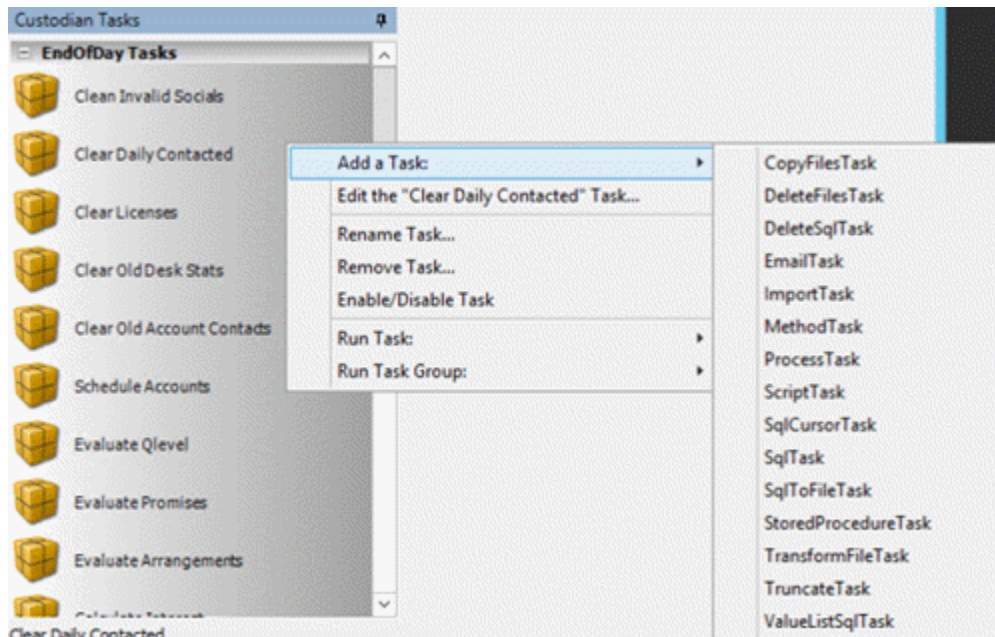 Custodian Tasks
EndOfDay Tasks
Clean Invalid Socials
Clear Daily Contacted
Clear Licenses
Clear Old Desk Stats
Clear Old Account Contacts
Schedule Accounts
Evaluate Qlevel
Evaluate Promises
Evaluate Arrangements
Calculate Interest
Clear Daily Contacted
Add a Task:
Edit the "Clear Daily Contacted" Task...
Rename Task...
Remove Task...
Enable/Disable Task
Run Task:
Run Task Group:
CopyFilesTask
DeleteFilesTask
DeleteSqlTask
EmailTask
ImportTask
MethodTask
ProcessTask
ScriptTask
SqlCursorTask
SqlTask
SqlToFileTask
StoredProcedureTask
TransformFileTask
TruncateTask
ValueListSqlTask